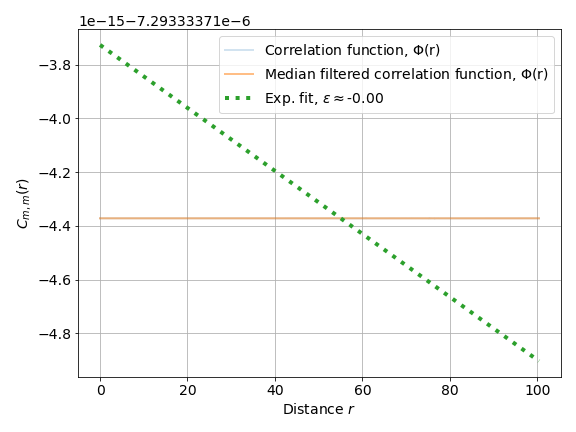 1e−15−7.29333371e−6
Correlation function, Φ(r)
Median filtered correlation function, Φ(r)
Exp. fit, ε ≈-0.00
−3.8
−4.0
−4.2
−4.4
−4.6
−4.8
C_{m,m}(r)
0 20 40 60 80 100
Distance r